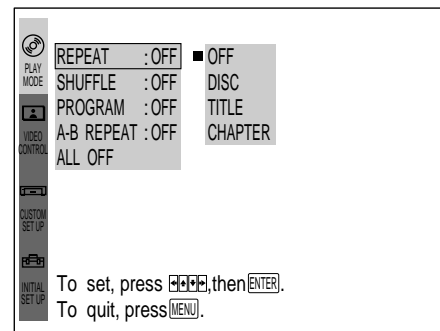 PLAY
MODE
VIDEO
CONTROL
CUSTOM
SET UP
INITIAL
SET UP
REPEAT :OFF
SHUFFLE :OFF
PROGRAM :OFF
A-B REPEAT :OFF
ALL OFF
OFF
DISC
TITLE
CHAPTER
To set, press ←↑↓→,then ENTER.
To quit, press MENU.